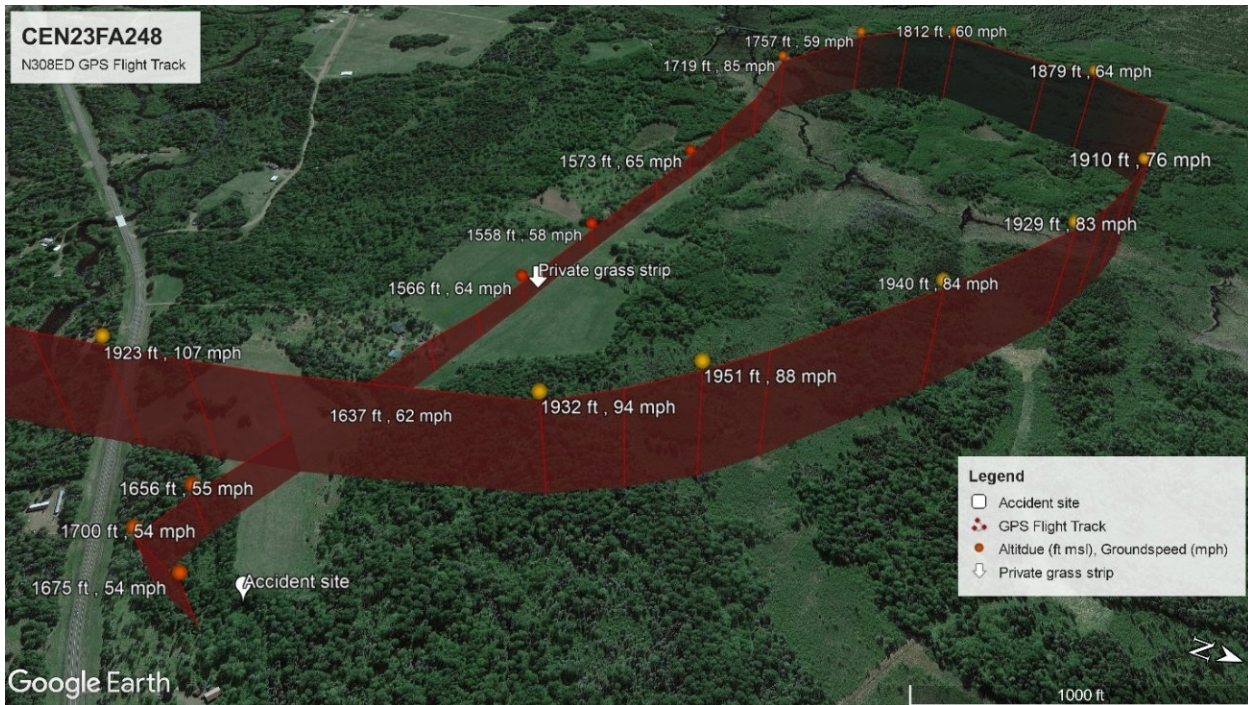 CEN23FA248
N308ED GPS Flight Track
1757 ft , 59 mph
1812 ft , 60 mph
1719 ft , 85 mph
1879 ft , 64 mph
1573 ft , 65 mph
1910 ft , 76 mph
1558 ft , 58 mph
1929 ft , 83 mph
Private grass strip
1566 ft , 64 mph
1940 ft , 84 mph
1923 ft , 107 mph
1951 ft , 88 mph
1637 ft , 62 mph
1932 ft , 94 mph
1656 ft , 55 mph
1700 ft , 54 mph
1675 ft , 54 mph
Accident site
Legend
Accident site
GPS Flight Track
Altitdue (ft msl), Groundspeed (mph)
Private grass strip
N
Google Earth
1000 ft